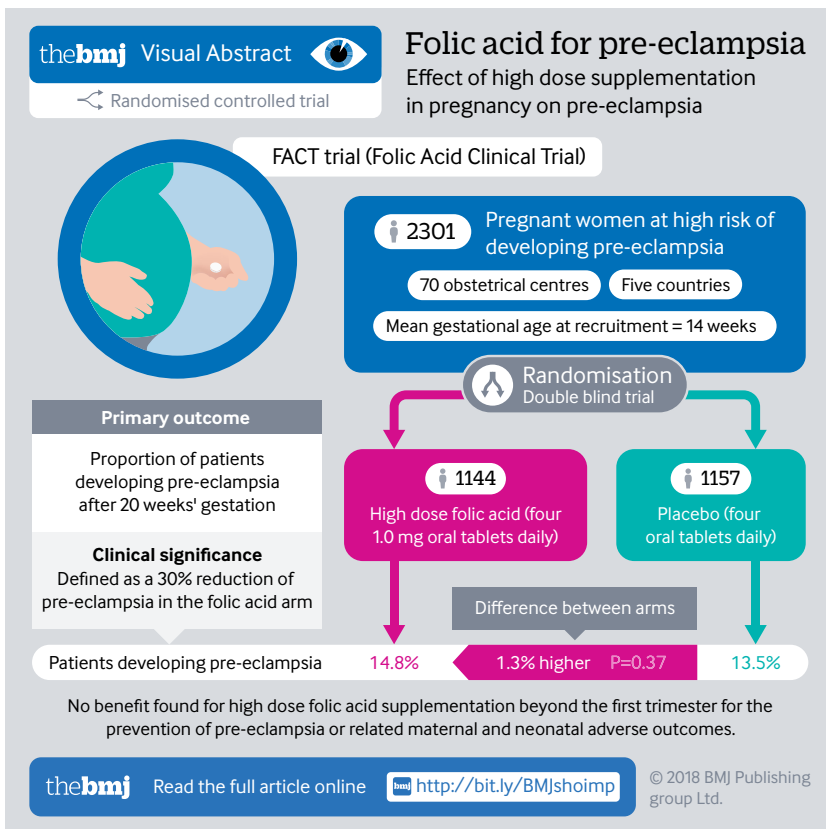 thebmj Visual Abstract
Randomised controlled trial
Folic acid for pre-eclampsia
Effect of high dose supplementation
in pregnancy on pre-eclampsia
FACT trial (Folic Acid Clinical Trial)
2301
Pregnant women at high risk of
developing pre-eclampsia
70 obstetrical centres
Five countries
Mean gestational age at recruitment = 14 weeks
Randomisation
Double blind trial
Primary outcome
Proportion of patients
developing pre-eclampsia
after 20 weeks' gestation
Clinical significance
Defined as a 30% reduction of
pre-eclampsia in the folic acid arm
1144
High dose folic acid (four
1.0 mg oral tablets daily)
1157
Placebo (four
oral tablets daily)
Difference between arms
Patients developing pre-eclampsia 14.8% 1.3% higher P=0.37 13.5%
No benefit found for high dose folic acid supplementation beyond the first trimester for the
prevention of pre-eclampsia or related maternal and neonatal adverse outcomes.
thebmj Read the full article online bmj http://bit.ly/BMJshoimp
© 2018 BMJ Publishing
group Ltd.